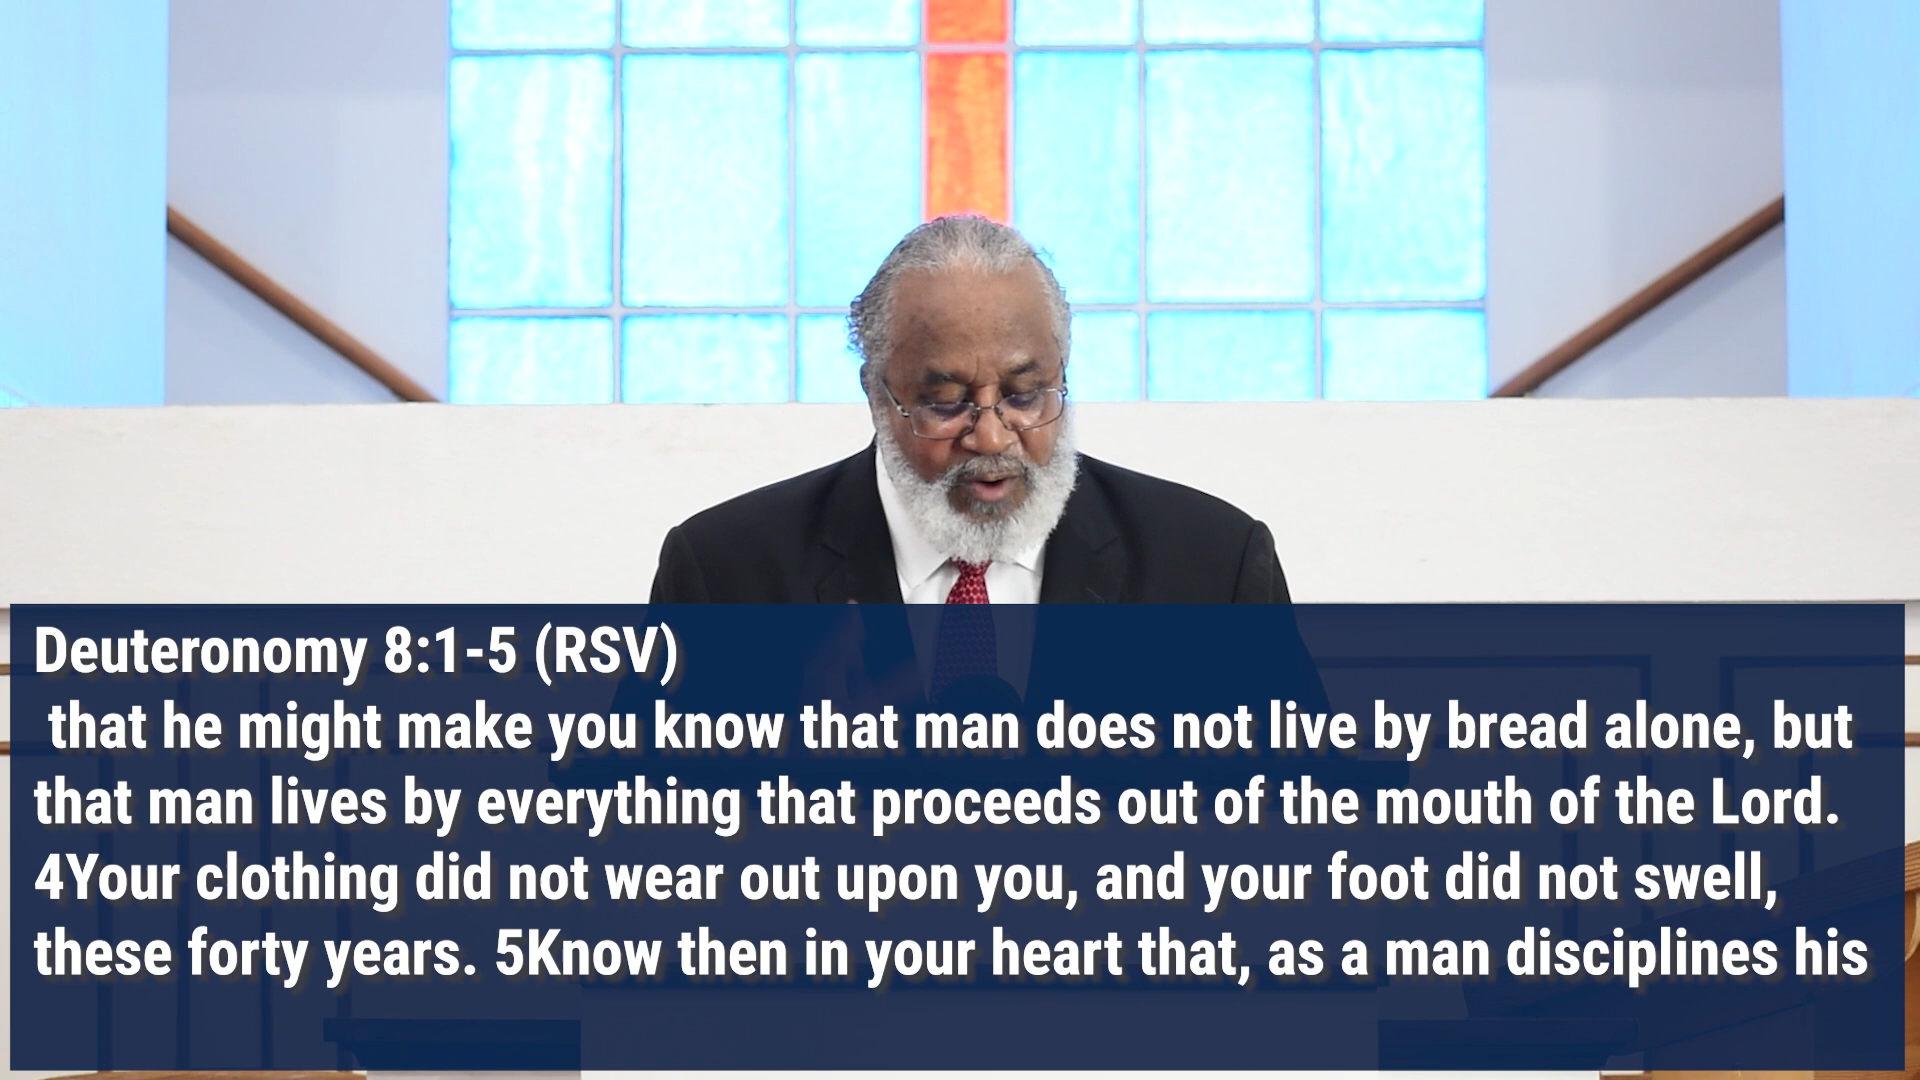 Deuteronomy 8:1-5 (RSV)
that he might make you know that man does not live by bread alone, but
that man lives by everything that proceeds out of the mouth of the Lord.
4Your clothing did not wear out upon you, and your foot did not swell,
these forty years. 5Know then in your heart that, as a man disciplines his